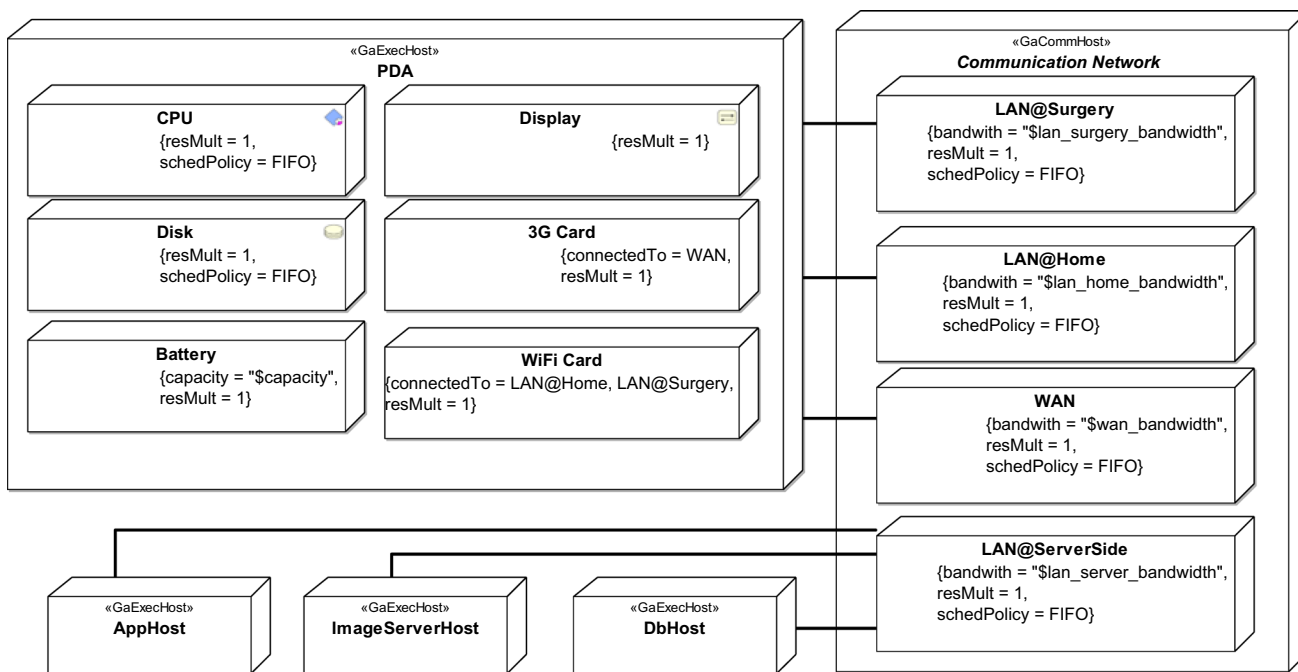 «GaExecHost»
PDA
CPU
{resMult = 1,
schedPolicy = FIFO}
Display
{resMult = 1}
Disk
{resMult = 1,
schedPolicy = FIFO}
3G Card
{connectedTo = WAN,
resMult = 1}
Battery
{capacity = "$capacity",
resMult = 1}
WiFi Card
{connectedTo = LAN@Home, LAN@Surgery,
resMult = 1}
«GaCommHost»
Communication Network
LAN@Surgery
{bandwith = "$lan_surgery_bandwidth",
resMult = 1,
schedPolicy = FIFO}
LAN@Home
{bandwith = "$lan_home_bandwidth",
resMult = 1,
schedPolicy = FIFO}
WAN
{bandwith = "$wan_bandwidth",
resMult = 1,
schedPolicy = FIFO}
LAN@ServerSide
{bandwith = "$lan_server_bandwidth",
resMult = 1,
schedPolicy = FIFO}
«GaExecHost»
AppHost
«GaExecHost»
ImageServerHost
«GaExecHost»
DbHost